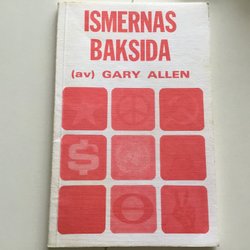 ISMERNAS
BAKSIDA
(av) GARY ALLEN
$